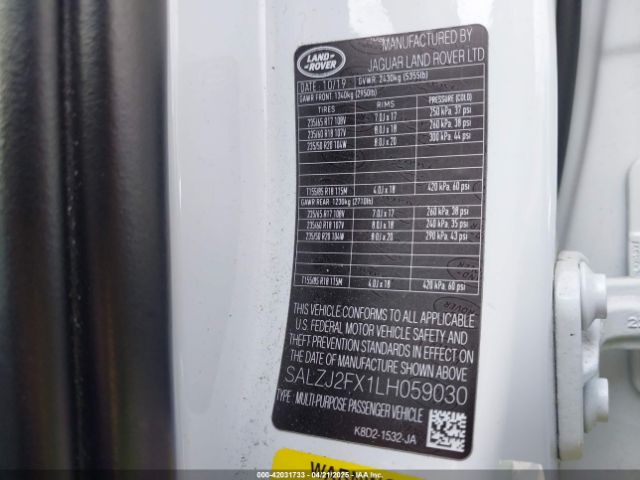 LAND
ROVER
MANUFACTURED BY
JAGUAR LAND ROVER LTD
DATE: 10/19 GVWR 2430kg (5355lb)
GAWR FRONT: 1340kg (2950lb)
TIRES RIMS PRESSURE (COLD)
235/65 R17 108V 7.0J x 17 250 kPa, 37 psi
235/60 R18 107V 8.0J x 18 260 kPa, 38 psi
235/50 R20 104W 8.0J x 20 300 kPa, 44 psi
T155/85 R18 115M 4.0J x 18 420 kPa, 60 psi
GAWR REAR: 1230kg (2710lb)
235/65 R17 108V 7.0J x 17 260 kPa, 38 psi
235/60 R18 107V 8.0J x 18 240 kPa, 35 psi
235/50 R20 104W 8.0J x 20 290 kPa, 43 psi
T155/85 R18 115M 4.0J x 18 420 kPa, 60 psi
THIS VEHICLE CONFORMS TO ALL APPLICABLE
U.S. FEDERAL MOTOR VEHICLE SAFETY AND
THEFT PREVENTION STANDARDS IN EFFECT ON
THE DATE OF MANUFACTURE SHOWN ABOVE
SALZJ2FX1LH059030
TYPE: MULTI-PURPOSE PASSENGER VEHICLE
K8D2-1532-JA
000-42031733 - 04/21/2025 - IAAI.COM